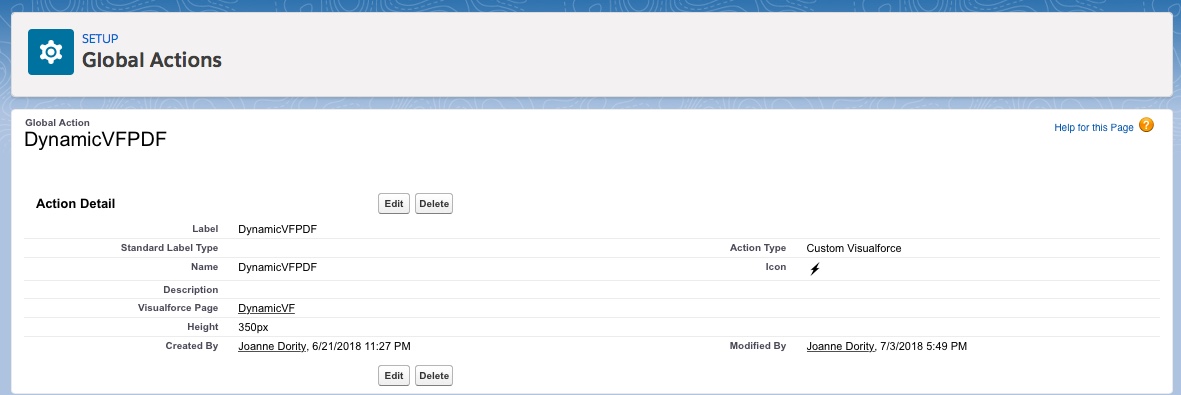 SETUP
Global Actions
Global Action
DynamicVFPDF
Help for this Page ?
Action Detail Edit Delete
Label DynamicVFPDF
Standard Label Type Action Type Custom Visualforce
Name DynamicVFPDF Icon
Description
Visualforce Page DynamicVF
Height 350px
Created By Joanne Dority, 6/21/2018 11:27 PM Modified By Joanne Dority, 7/3/2018 5:49 PM
Edit Delete